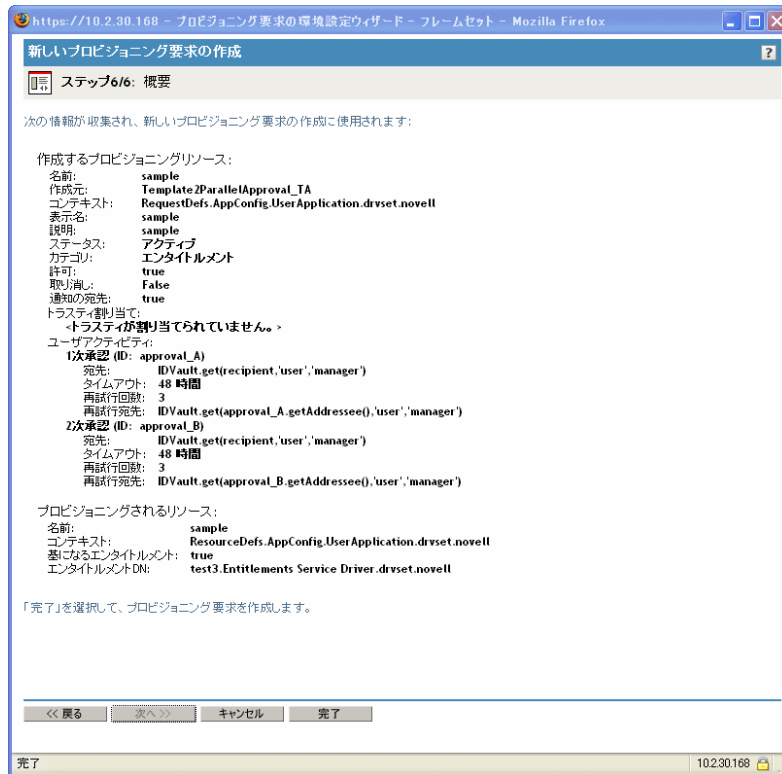 https://10.2.30.168 - プロビジョニング要求の環境設定ウィザード - フレームセット - Mozilla Firefox
新しいプロビジョニング要求の作成
?
ステップ6/6: 概要
次の情報が収集され、新しいプロビジョニング要求の作成に使用されます:
作成するプロビジョニングリソース:
名前: sample
作成元: Template2ParallelApproval_TA
コンテキスト: RequestDefs.AppConfig.UserApplication.drvset.novell
表示名: sample
説明: sample
ステータス: アクティブ
カテゴリ: エンタイトルメント
許可: true
取り消し: False
通知の宛先: true
トラスティ割り当て:
<トラスティが割り当てられていません。>
ユーザアクティビティ:
1次承認 (ID: approval_A)
宛先: IDVault.get(recipient,'user','manager')
タイムアウト: 48 時間
再試行回数: 3
再試行宛先: IDVault.get(approval_A.getAddressee(),'user','manager')
2次承認 (ID: approval_B)
宛先: IDVault.get(recipient,'user','manager')
タイムアウト: 48 時間
再試行回数: 3
再試行宛先: IDVault.get(approval_B.getAddressee(),'user','manager')
プロビジョニングされるリソース:
名前: sample
コンテキスト: ResourceDefs.AppConfig.UserApplication.drvset.novell
基になるエンタイトルメント: true
エンタイトルメントDN: test3.Entitlements Service Driver.drvset.novell
「完了」を選択して、プロビジョニング要求を作成します。
<< 戻る 次へ >> キャンセル 完了
完了 10.2.30.168